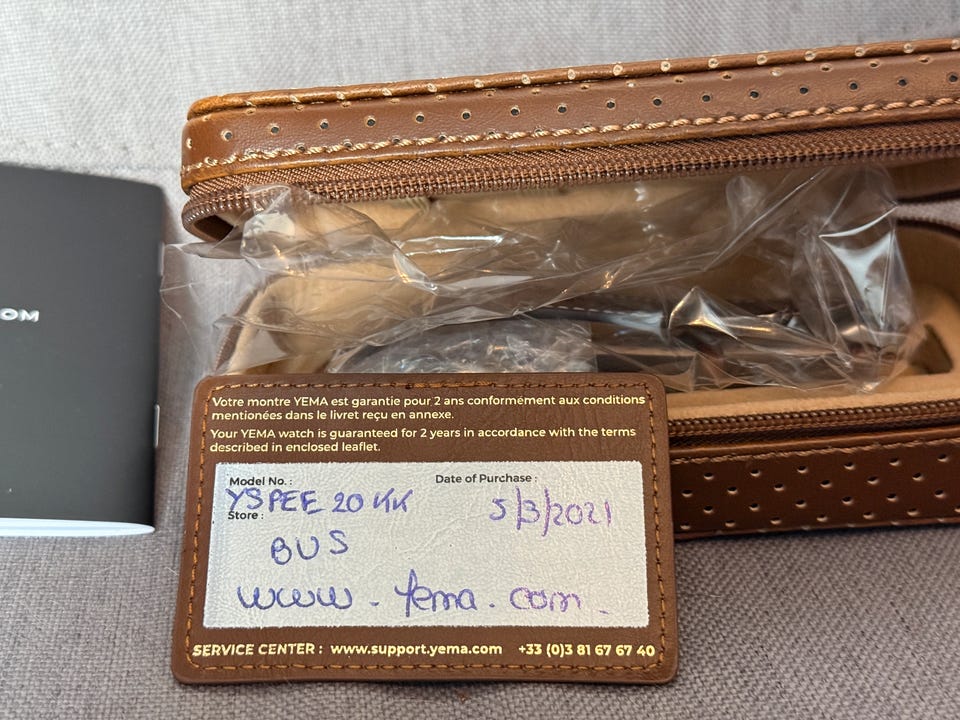 OM
Votre montre YEMA est garantie pour 2 ans conformément aux conditions
mentionées dans le livret reçu en annexe.
Your YEMA watch is guaranteed for 2 years in accordance with the terms
described in enclosed leaflet.
Model No. : Date of Purchase :
YSPEE 20 KK 5/3/2021
Store :
BUS
www.yema.com.
SERVICE CENTER : www.support.yema.com +33 (0)3 81 67 67 40